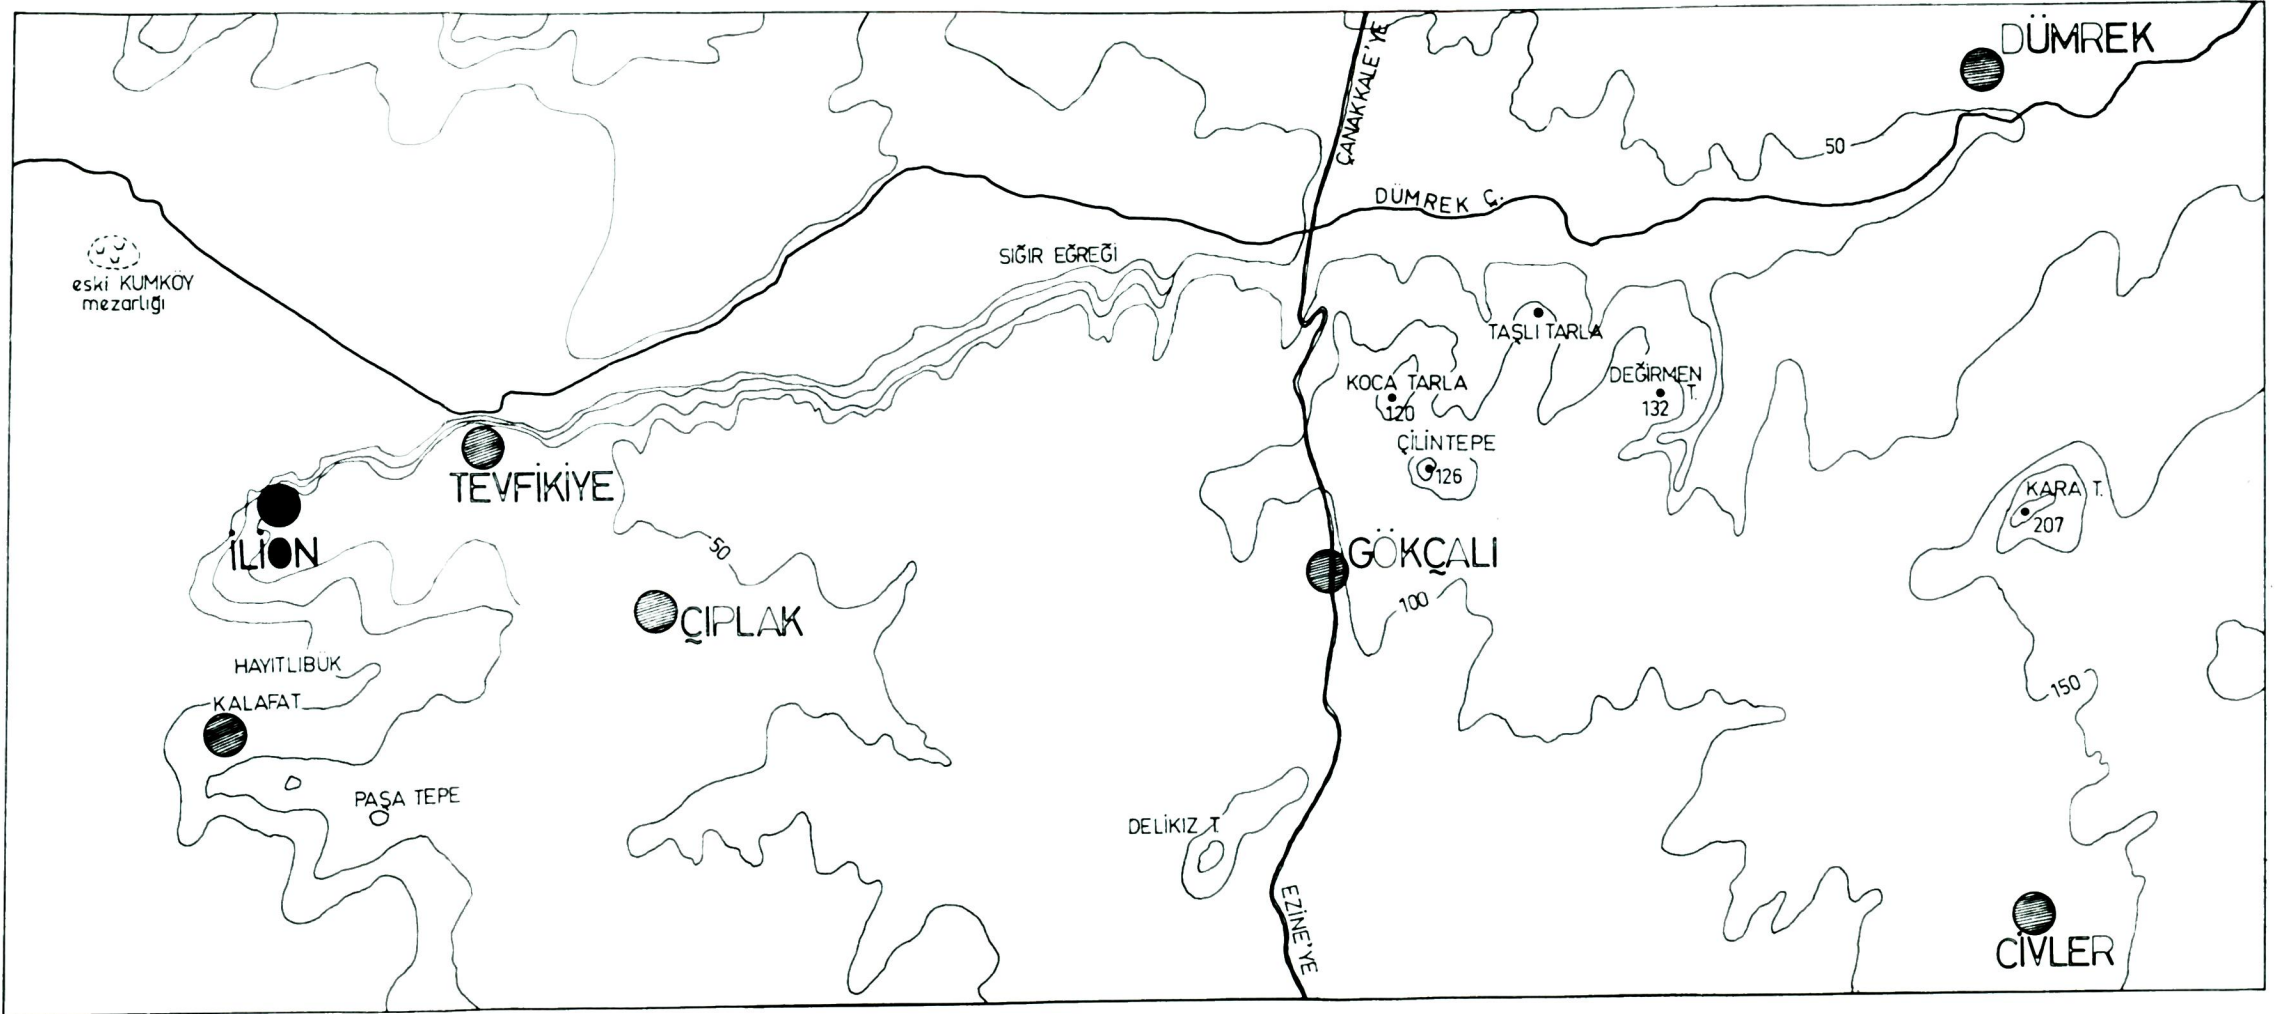 DÜMREK
ÇANAKKALE'YE
50
DÜMREK Ç.
SIĞIR EĞREĞİ
eski KUMKÖY
mezarlığı
TAŞLI TARLA
KOCA TARLA
120
DEĞİRMEN
T.
132
ÇİLİNTEPE
126
TEVFİKİYE
KARA T.
207
İLİON
50
GÖKÇALI
100
ÇIPLAK
HAYITLIBÜK
KALAFAT
150
PAŞA TEPE
DELİKIZ T.
EZİNE'YE
CİVLER